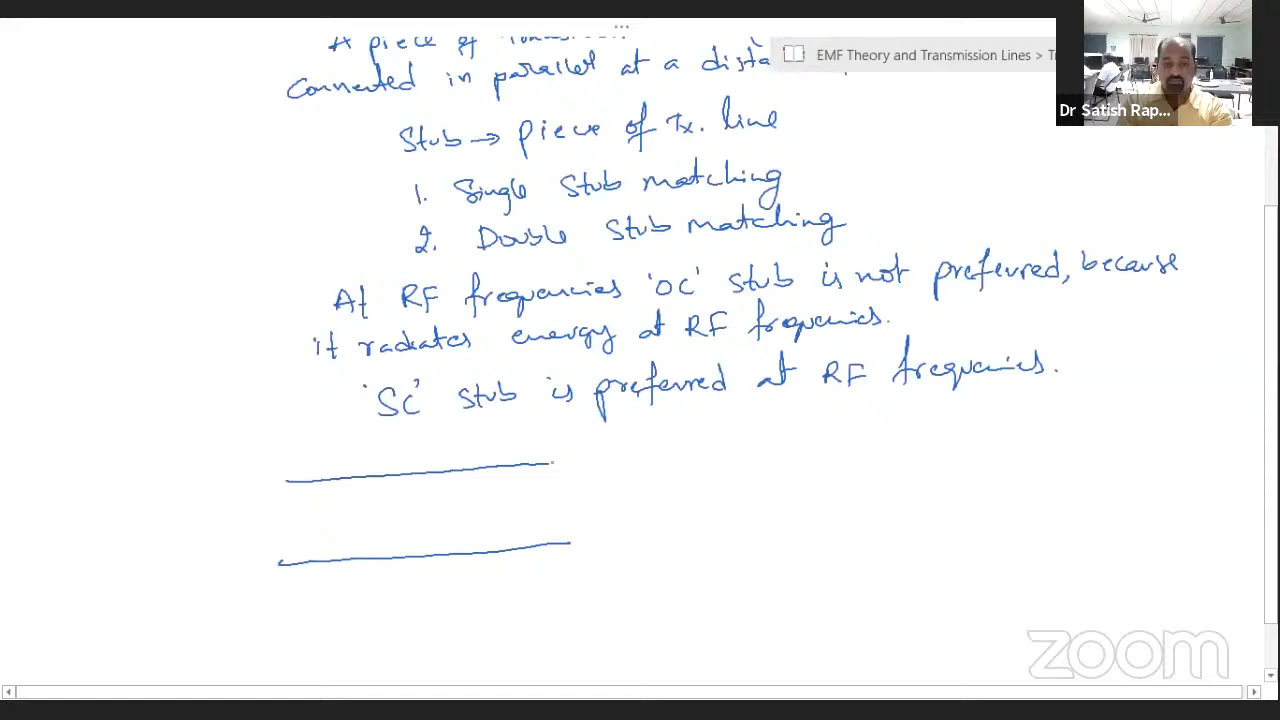 A piece of
Connected in parallel at a dista
EMF Theory and Transmission Lines >
Dr Satish Rap...
Stub → piece of Tx. line
1. Single Stub matching
2. Double Stub matching
At RF frequencies 'OC' stub is not preferred, because
it radiates energy at RF frequencies.
'SC' stub is preferred at RF frequencies.
zoom